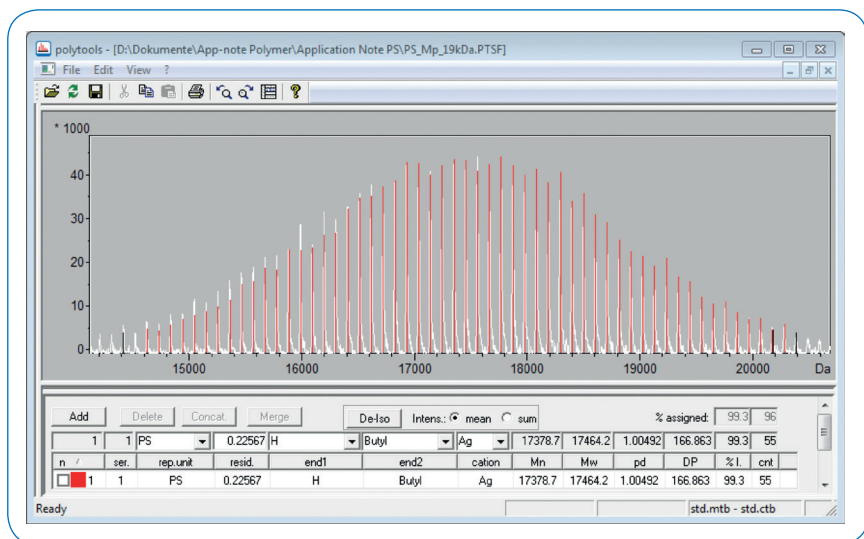 polytools - [D:\Dokumente\App-note Polymer\Application Note PS\PS_Mp_19kDa.PTSF]
File Edit View ?
* 1000
40
30
20
10
0
15000 16000 17000 18000 19000 20000 Da
Add Delete Concat. Merge De-Iso Intens.: mean sum % assigned: 99.3 96
1 1 PS 0.22567 H Butyl Ag 17378.7 17464.2 1.00492 166.863 99.3 55
n / ser. rep.unit resid. end1 end2 cation Mn Mw pd DP % I. cnt
1 1 PS 0.22567 H Butyl Ag 17378.7 17464.2 1.00492 166.863 99.3 55
Ready std.mtb - std.ctb